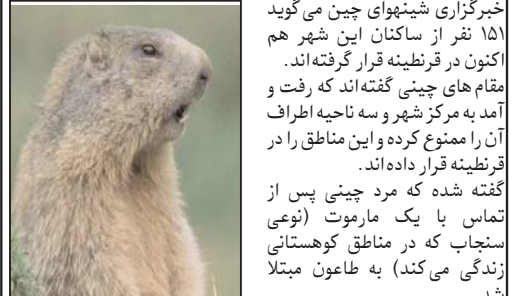 خبرگزاری شینهوای چین می‌گوید
۱۵۱ نفر از ساکنان این شهر هم
اکنون در قرنطینه قرار گرفته‌اند.
مقام های چینی گفته‌اند که رفت و
آمد به مرکز شهر و سه ناحیه اطراف
آن را ممنوع کرده و این مناطق را در
قرنطینه قرار داده‌اند.
گفته شده که مرد چینی پس از
تماس با یک مارموت (نوعی
سنجاب که در مناطق کوهستانی
زندگی می‌کند) به طاعون مبتلا
شد.